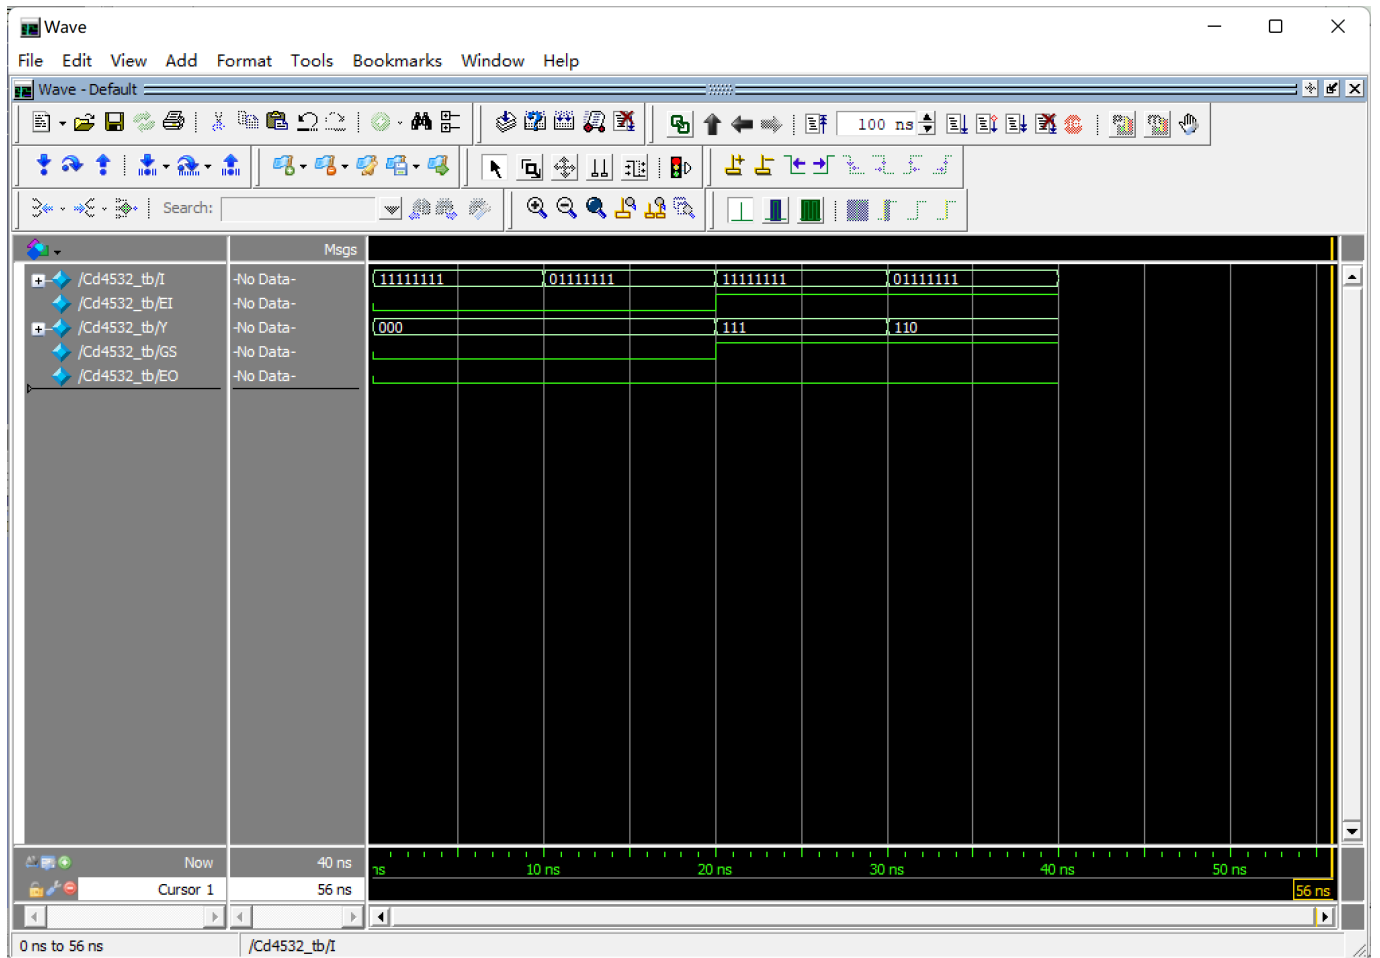 Wave
File Edit View Add Format Tools Bookmarks Window Help
Wave - Default
100 ns
Search:
Msgs
/Cd4532_tb/I -No Data- 11111111 01111111 11111111 01111111
/Cd4532_tb/EI -No Data-
/Cd4532_tb/Y -No Data- 000 111 110
/Cd4532_tb/GS -No Data-
/Cd4532_tb/EO -No Data-
Now 40 ns ns 10 ns 20 ns 30 ns 40 ns 50 ns
Cursor 1 56 ns 56 ns
0 ns to 56 ns /Cd4532_tb/I